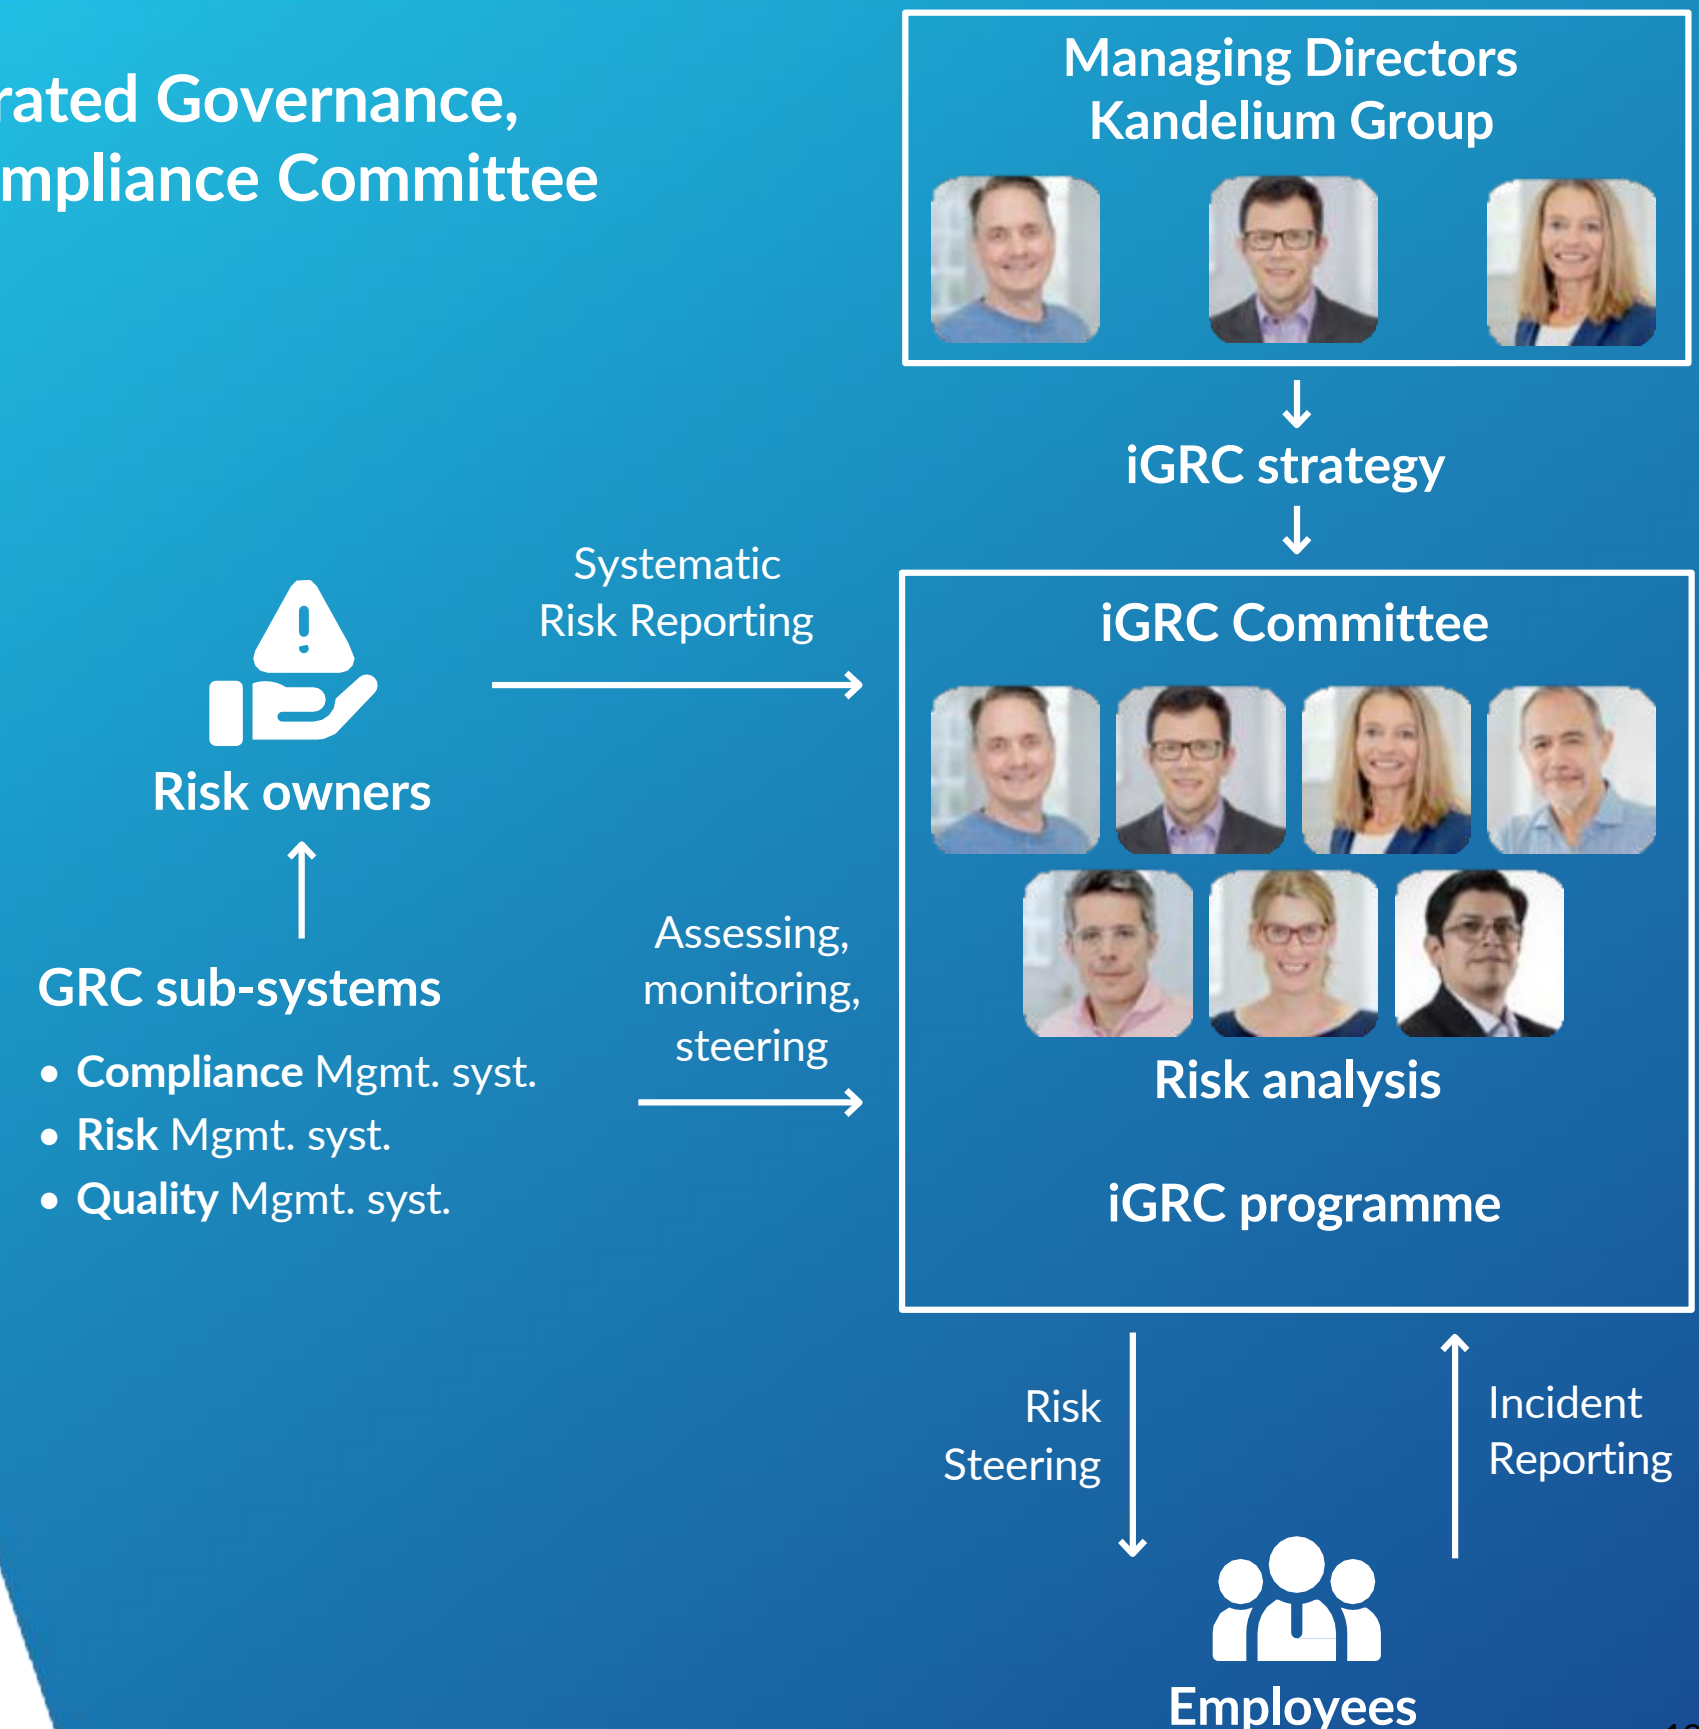 rated Governance,
mpliance Committee
Managing Directors
Kandelium Group
iGRC strategy
Systematic
Risk Reporting
iGRC Committee
Risk owners
GRC sub-systems
• Compliance Mgmt. syst.
• Risk Mgmt. syst.
• Quality Mgmt. syst.
Assessing,
monitoring,
steering
Risk analysis
iGRC programme
Risk
Steering
Incident
Reporting
Employees